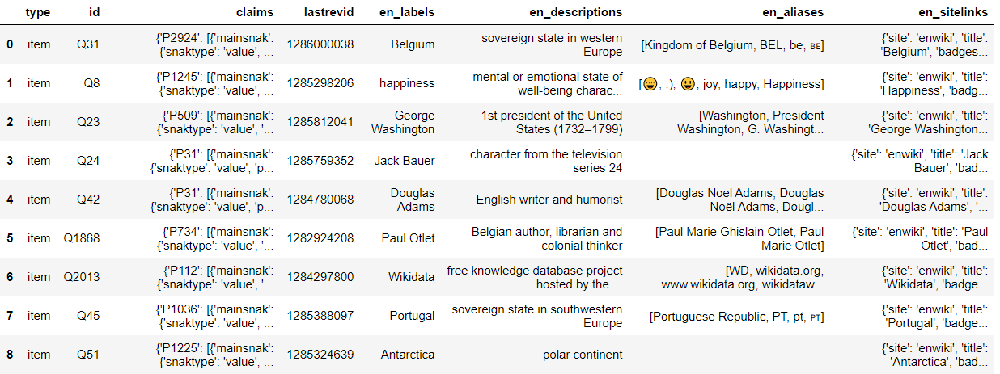 type id claims lastrevid en_labels en_descriptions en_aliases en_sitelinks
0 item Q31 {'P2924': [{'mainsnak': {'snaktype': 'value', ... 1286000038 Belgium sovereign state in western Europe [Kingdom of Belgium, BEL, be, 🇧🇪] {'site': 'enwiki', 'title': 'Belgium', 'badges...
1 item Q8 {'P1245': [{'mainsnak': {'snaktype': 'value', ... 1285298206 happiness mental or emotional state of well-being charac... [😄, :), 😃, joy, happy, Happiness] {'site': 'enwiki', 'title': 'Happiness', 'badg...
2 item Q23 {'P509': [{'mainsnak': {'snaktype': 'value', '... 1285812041 George Washington 1st president of the United States (1732–1799) [Washington, President Washington, G. Washingt... {'site': 'enwiki', 'title': 'George Washington...
3 item Q24 {'P31': [{'mainsnak': {'snaktype': 'value', 'p... 1285759352 Jack Bauer character from the television series 24 {'site': 'enwiki', 'title': 'Jack Bauer', 'bad...
4 item Q42 {'P31': [{'mainsnak': {'snaktype': 'value', 'p... 1284780068 Douglas Adams English writer and humorist [Douglas Noel Adams, Douglas Noël Adams, Dougl... {'site': 'enwiki', 'title': 'Douglas Adams', '...
5 item Q1868 {'P734': [{'mainsnak': {'snaktype': 'value', '... 1282924208 Paul Otlet Belgian author, librarian and colonial thinker [Paul Marie Ghislain Otlet, Paul Marie Otlet] {'site': 'enwiki', 'title': 'Paul Otlet', 'bad...
6 item Q2013 {'P112': [{'mainsnak': {'snaktype': 'value', '... 1284297800 Wikidata free knowledge database project hosted by the ... [WD, wikidata.org, www.wikidata.org, wikidataw... {'site': 'enwiki', 'title': 'Wikidata', 'badge...
7 item Q45 {'P1036': [{'mainsnak': {'snaktype': 'value', ... 1285388097 Portugal sovereign state in southwestern Europe [Portuguese Republic, PT, pt, 🇵🇹] {'site': 'enwiki', 'title': 'Portugal', 'badge...
8 item Q51 {'P1225': [{'mainsnak': {'snaktype': 'value', ... 1285324639 Antarctica polar continent {'site': 'enwiki', 'title': 'Antarctica', 'bad...